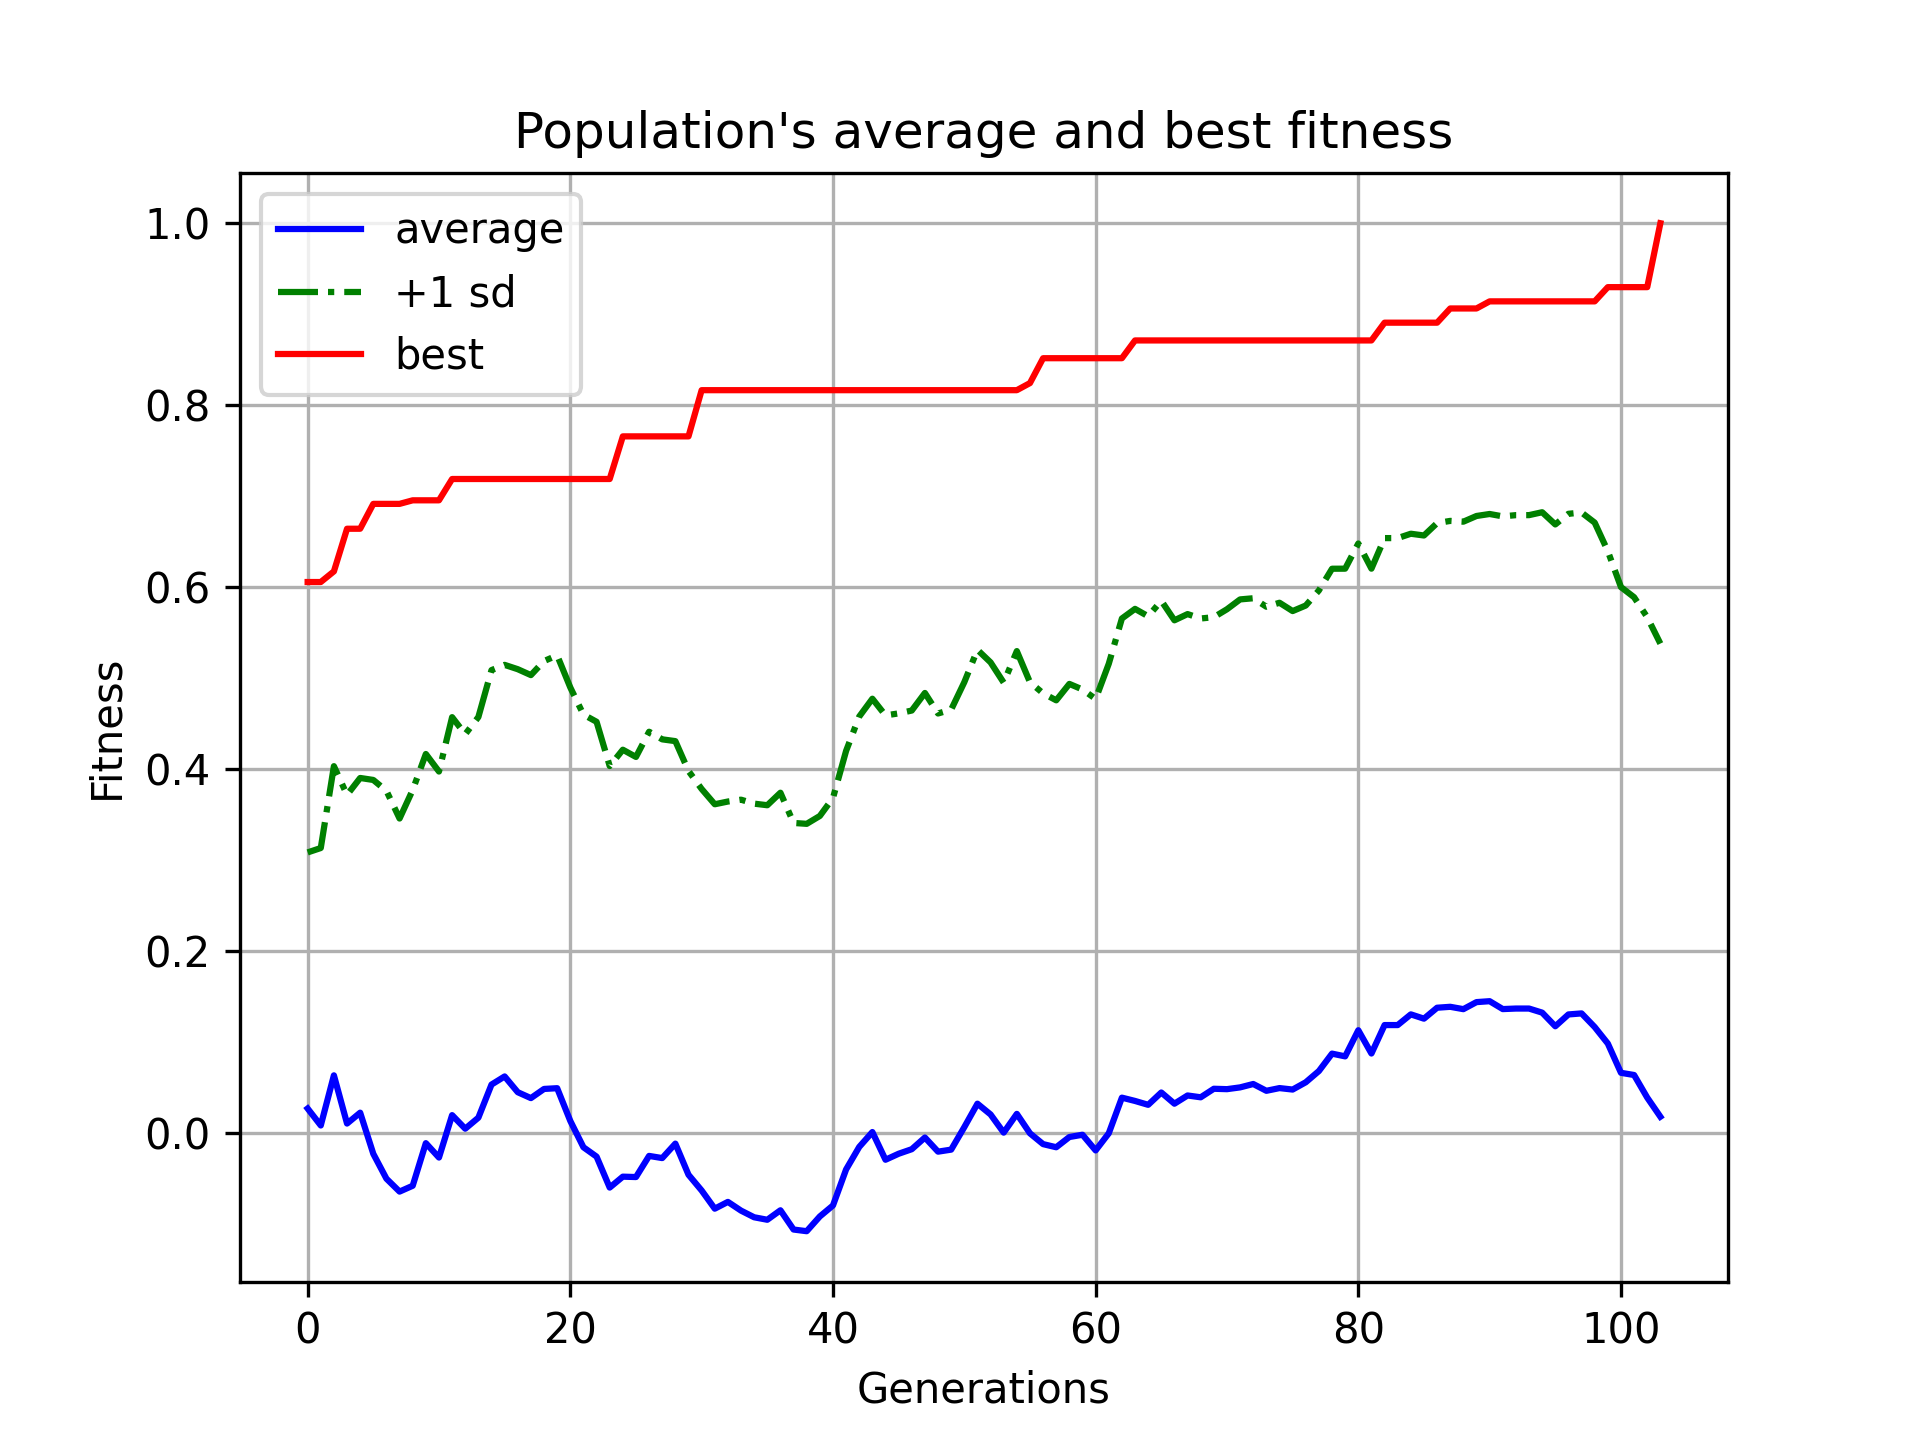 Population's average and best fitness
average
+1 sd
best
1.0
0.8
0.6
0.4
0.2
0.0
Fitness
0 20 40 60 80 100
Generations